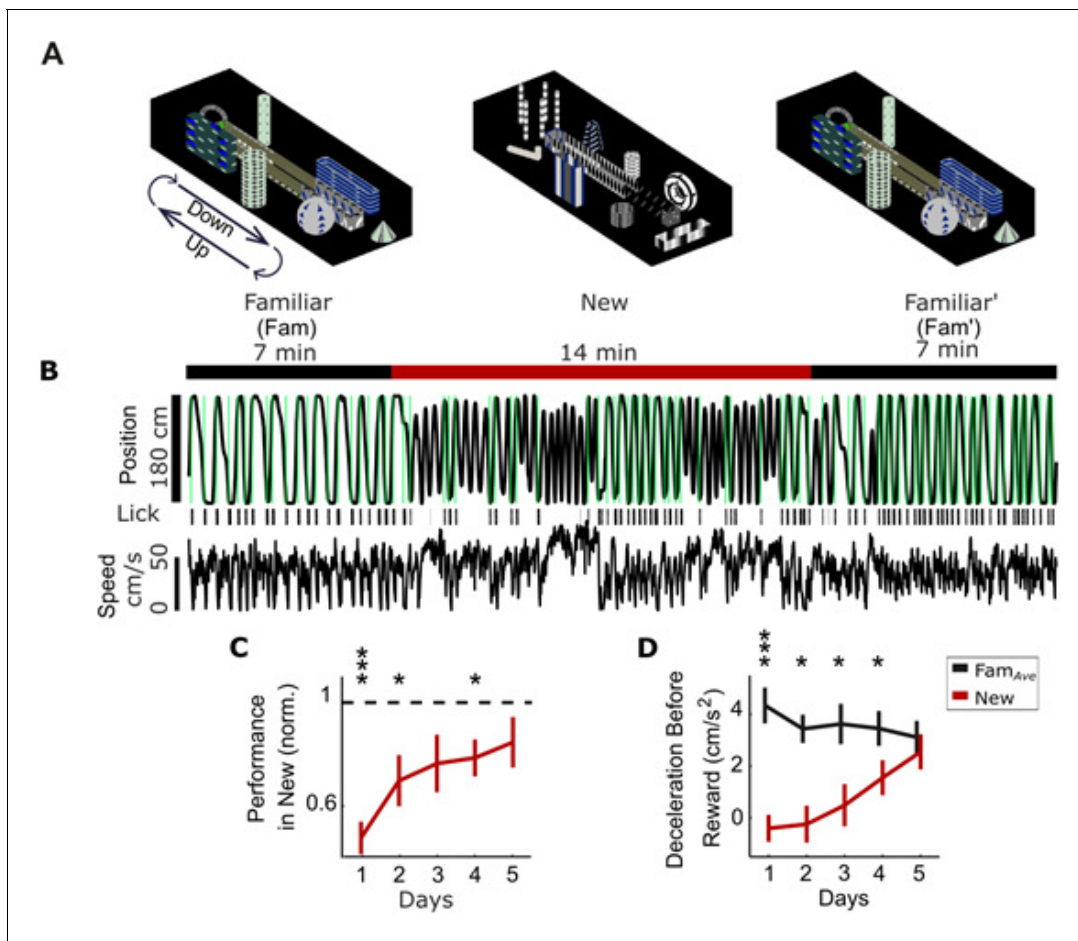 A
Down
Up
Familiar
(Fam)
7 min
New
14 min
Familiar'
(Fam')
7 min
B
Position
180 cm
Lick
Speed
cm/s
0 50
C
***
*
*
Performance
in New (norm.)
1
0.6
1 2 3 4 5
Days
D
***
*
*
*
Fam Ave
New
Deceleration Before
Reward (cm/s²)
4
2
0
1 2 3 4 5
Days